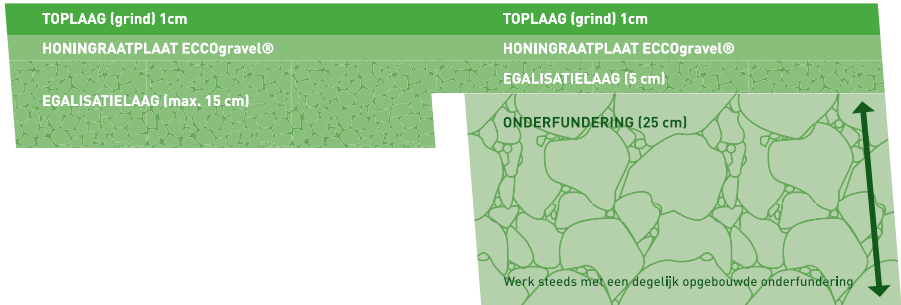 TOPLAAG (grind) 1cm
HONINGRAATPLAAT ECCOgravel®
EGALISATIELAAG (max. 15 cm)
TOPLAAG (grind) 1cm
HONINGRAATPLAAT ECCOgravel®
EGALISATIELAAG (5 cm)
ONDERFUNDERING (25 cm)
Werk steeds met een degelijk opgebouwde onderfundering